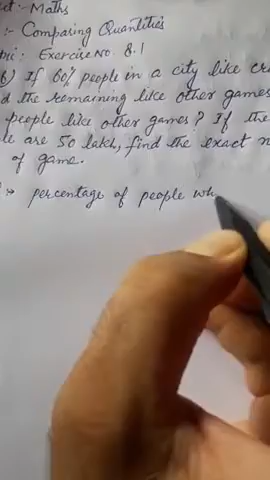 :- Maths
:- Comparing Quantities
Exercise No. 8.1
6) If 60% people in a city like
the remaining like other games
people like other games? If the
are 50 lakh, find the exact
of game.
percentage of people wh